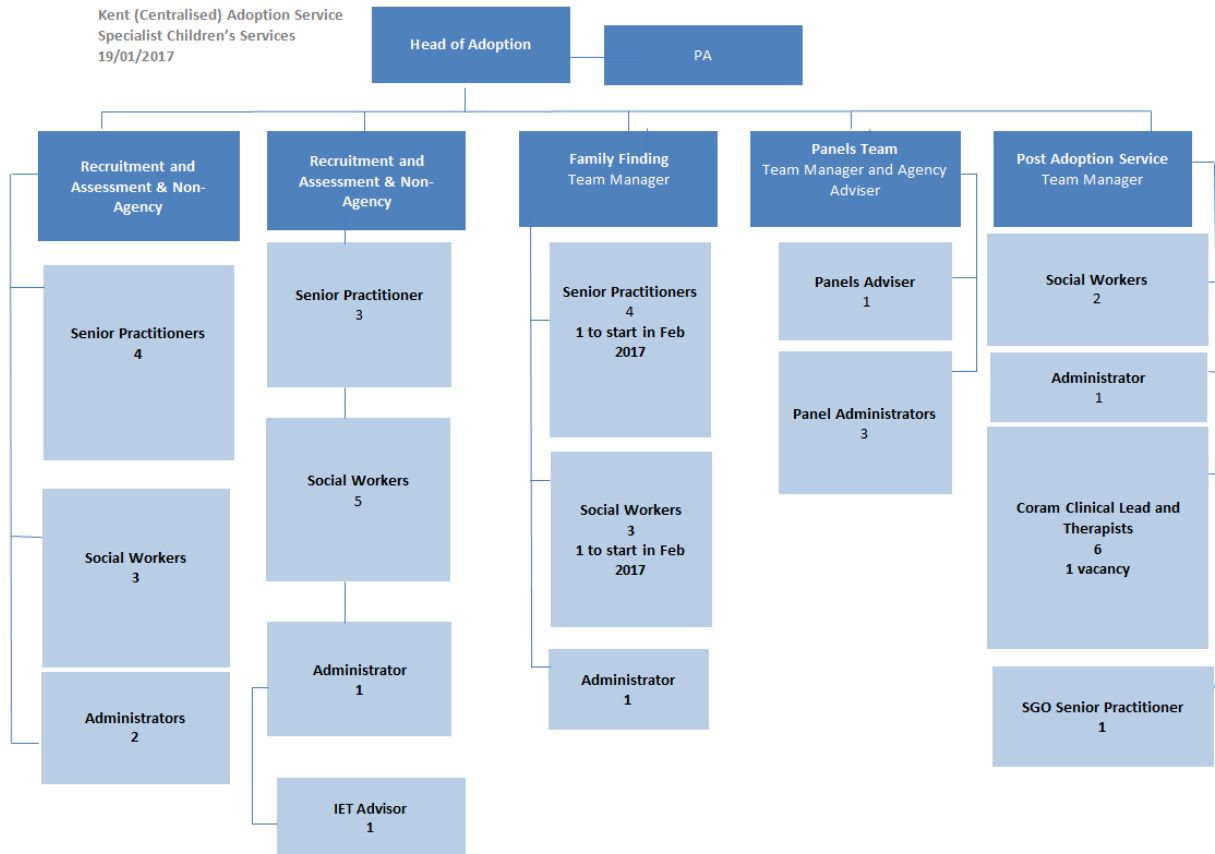 Kent (Centralised) Adoption Service
Specialist Children's Services
19/01/2017
Head of Adoption
PA
Recruitment and
Assessment & Non-
Agency
Senior Practitioners
4
Social Workers
3
Administrators
2
Recruitment and
Assessment & Non-
Agency
Senior Practitioner
3
Social Workers
5
Administrator
1
IET Advisor
1
Family Finding
Team Manager
Senior Practitioners
4
1 to start in Feb
2017
Social Workers
3
1 to start in Feb
2017
Administrator
1
Panels Team
Team Manager and Agency
Adviser
Panels Adviser
1
Panel Administrators
3
Post Adoption Service
Team Manager
Social Workers
2
Administrator
1
Coram Clinical Lead and
Therapists
6
1 vacancy
SGO Senior Practitioner
1